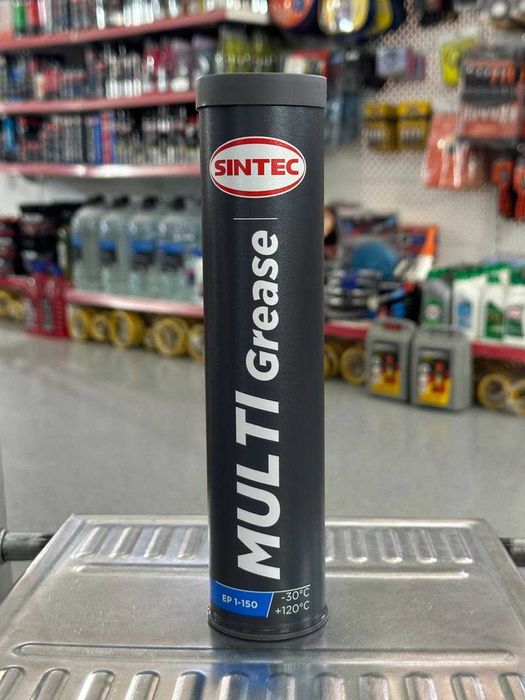 SINTEC
MULTI Grease
EP 1-150
-30°C
+120°C